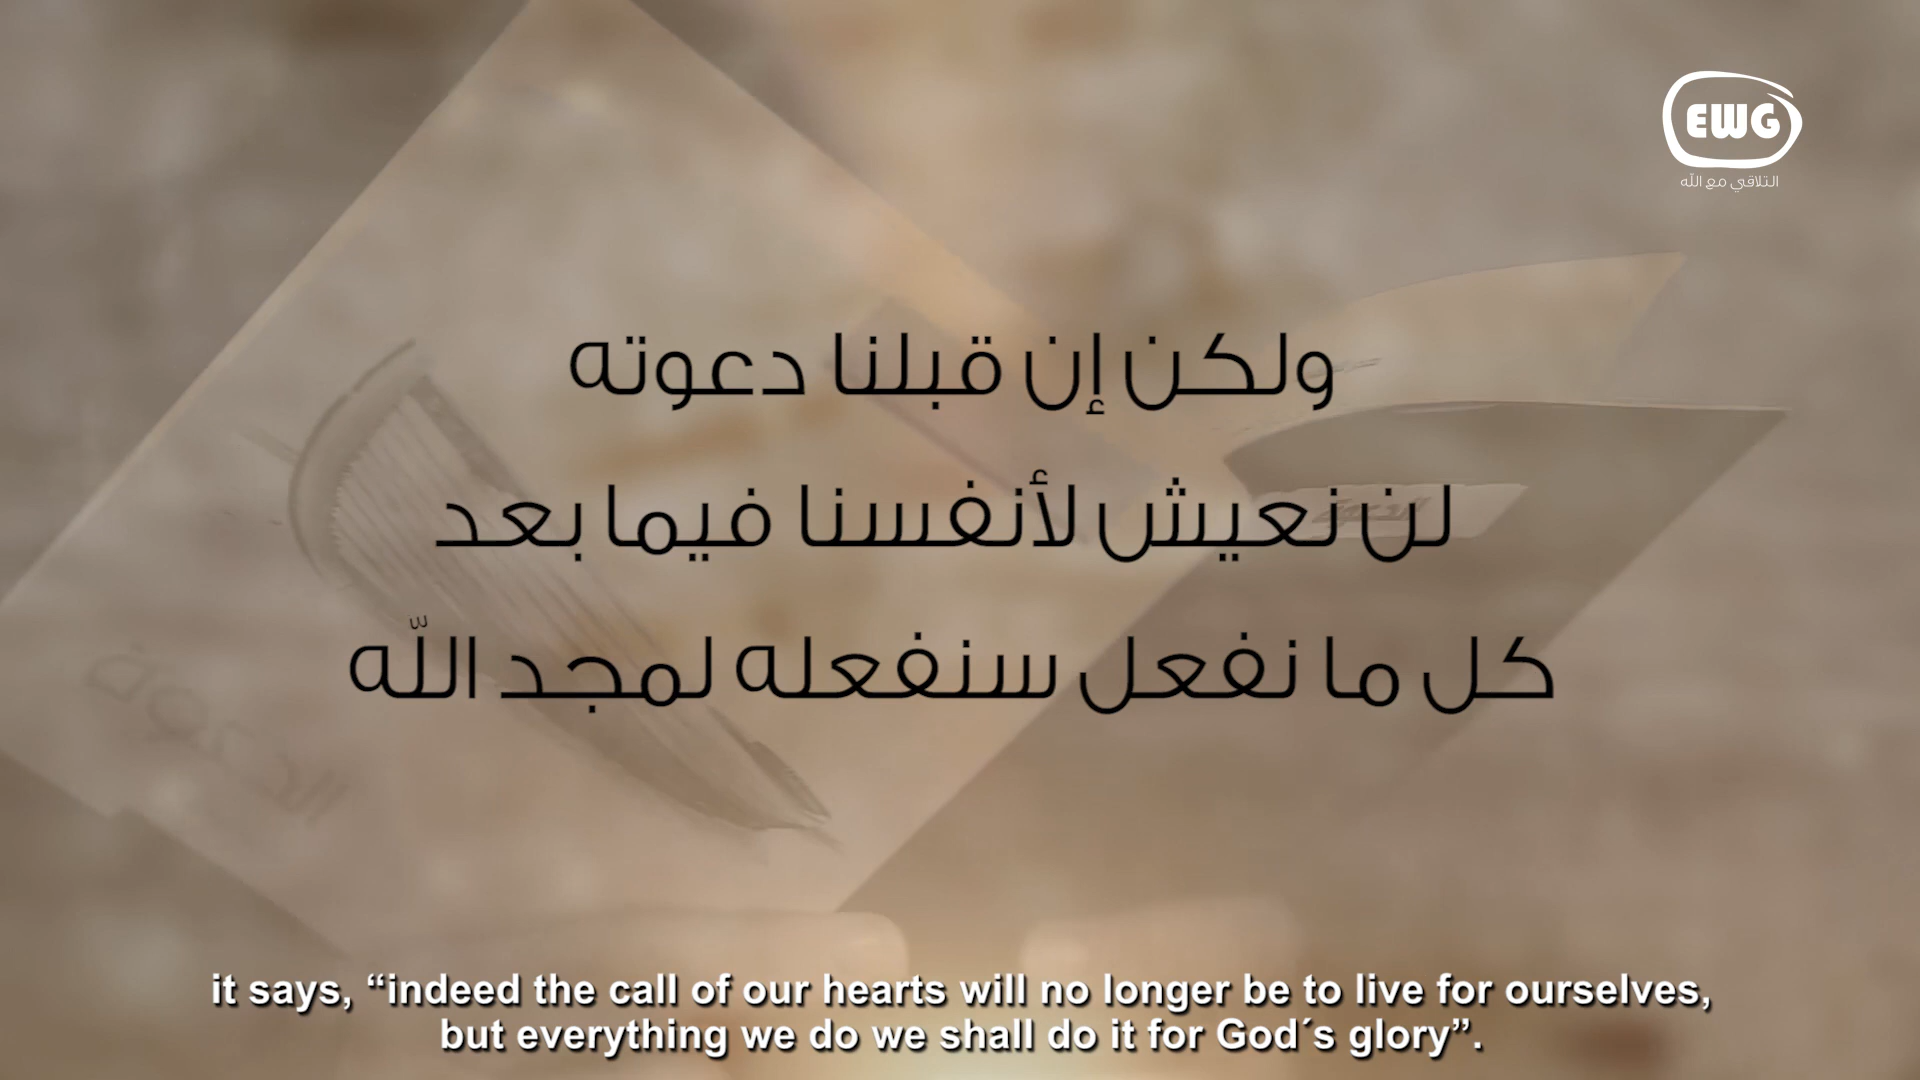 EWG
التلاقي مع الله
ولكن إن قبلنا دعوته
لن نعيش لأنفسنا فيما بعد
كل ما نفعل سنفعله لمجد الله
الدعوة
it says, “indeed the call of our hearts will no longer be to live for ourselves,
but everything we do we shall do it for God´s glory”.